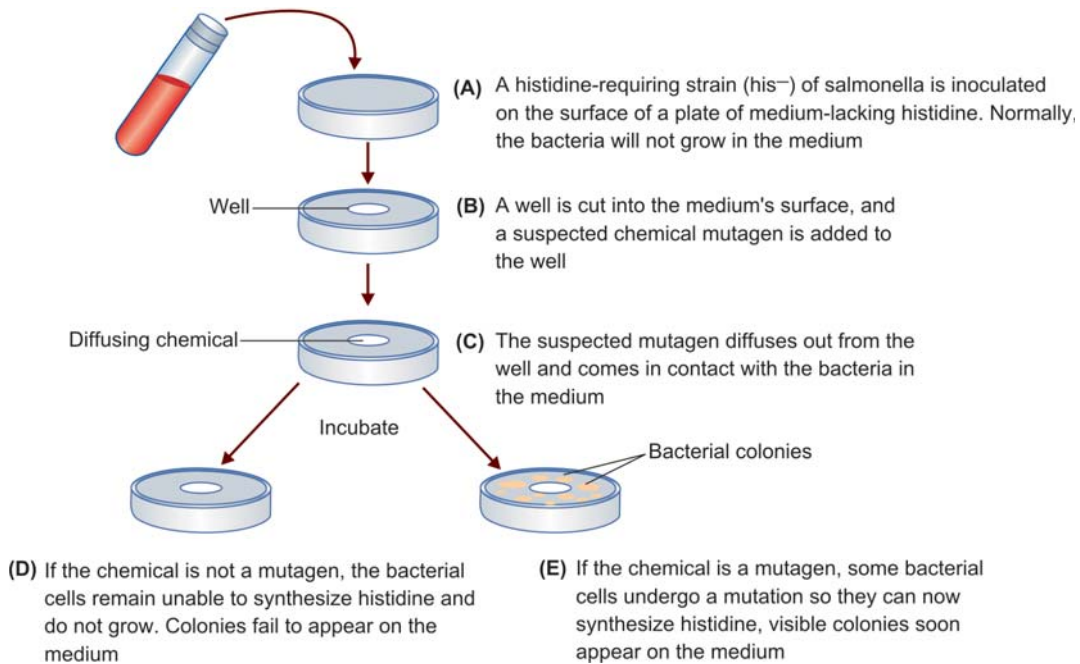 (A) A histidine-requiring strain (his–) of salmonella is inoculated
on the surface of a plate of medium-lacking histidine. Normally,
the bacteria will not grow in the medium
Well
(B) A well is cut into the medium's surface, and
a suspected chemical mutagen is added to
the well
Diffusing chemical
(C) The suspected mutagen diffuses out from the
well and comes in contact with the bacteria in
the medium
Incubate
Bacterial colonies
(D) If the chemical is not a mutagen, the bacterial
cells remain unable to synthesize histidine and
do not grow. Colonies fail to appear on the
medium
(E) If the chemical is a mutagen, some bacterial
cells undergo a mutation so they can now
synthesize histidine, visible colonies soon
appear on the medium